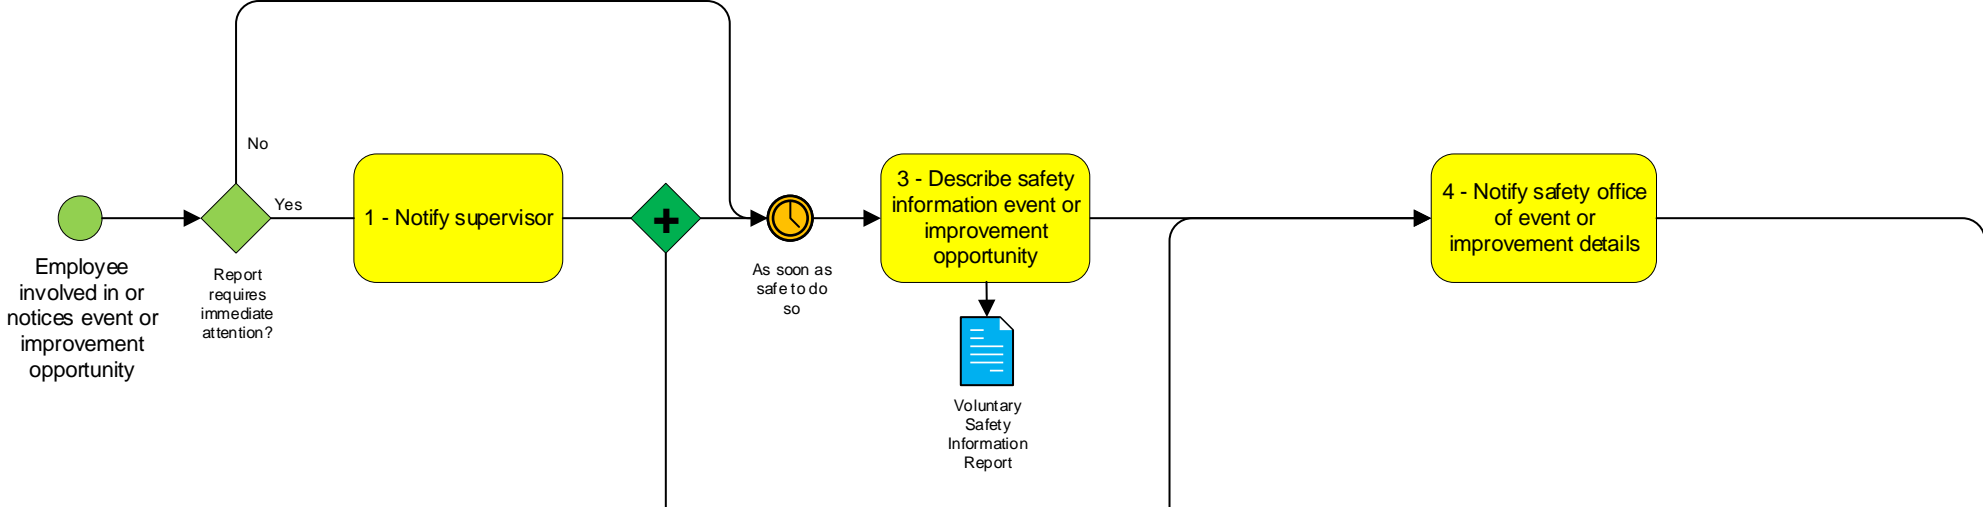 No
Yes
Employee
involved in or
notices event or
improvement
opportunity
Report
requires
immediate
attention?
1 - Notify supervisor
As soon as
safe to do
so
3 - Describe safety
information event or
improvement
opportunity
Voluntary
Safety
Information
Report
4 - Notify safety office
of event or
improvement details